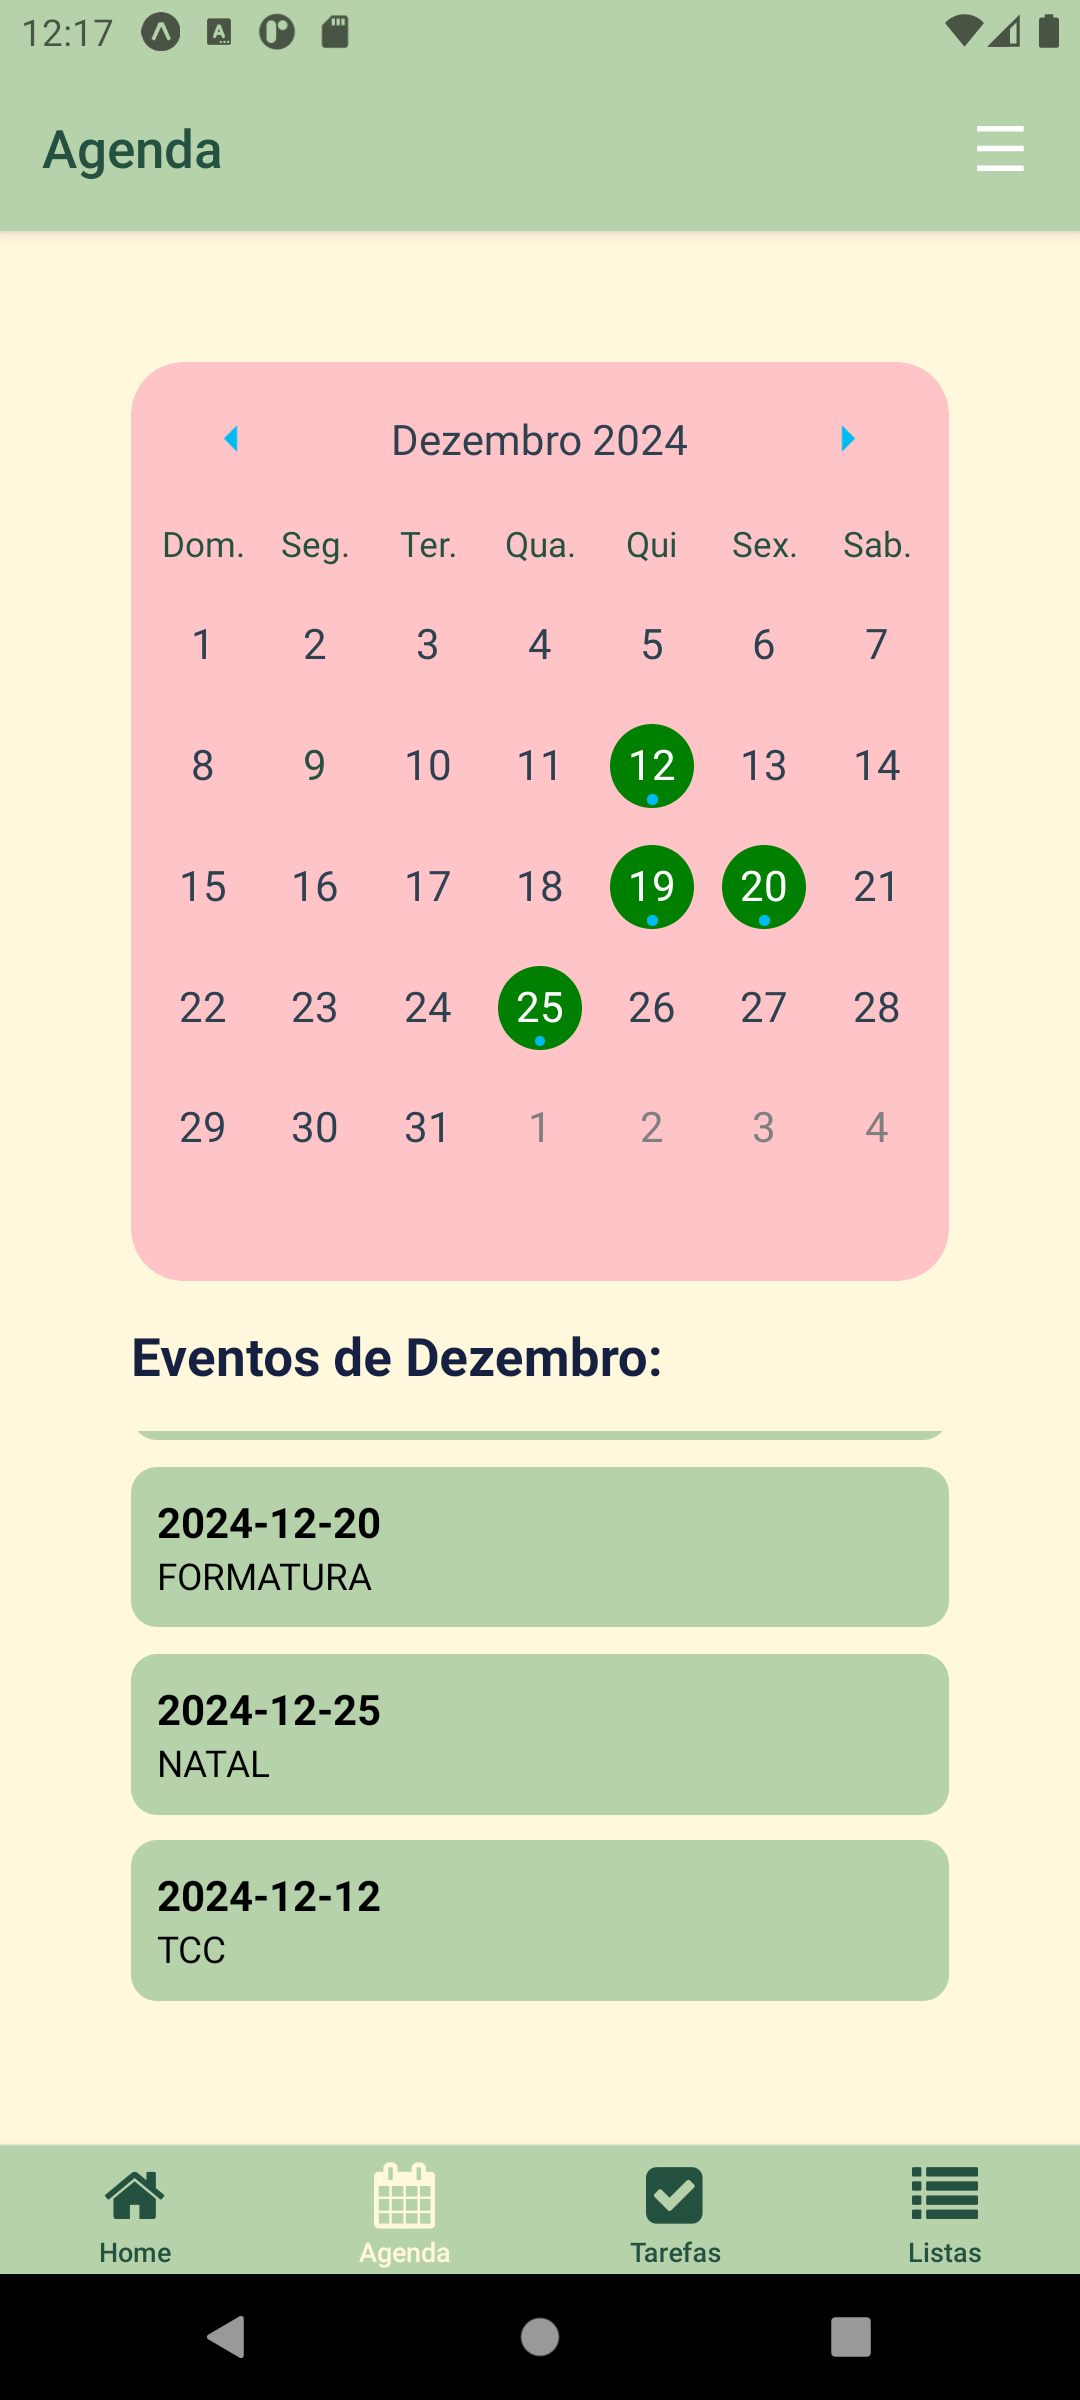 12:17
Agenda
Dezembro 2024
Dom. Seg. Ter. Qua. Qui Sex. Sab.
1 2 3 4 5 6 7
8 9 10 11 12 13 14
15 16 17 18 19 20 21
22 23 24 25 26 27 28
29 30 31 1 2 3 4
Eventos de Dezembro:
2024-12-20
FORMATURA
2024-12-25
NATAL
2024-12-12
TCC
Home Agenda Tarefas Listas